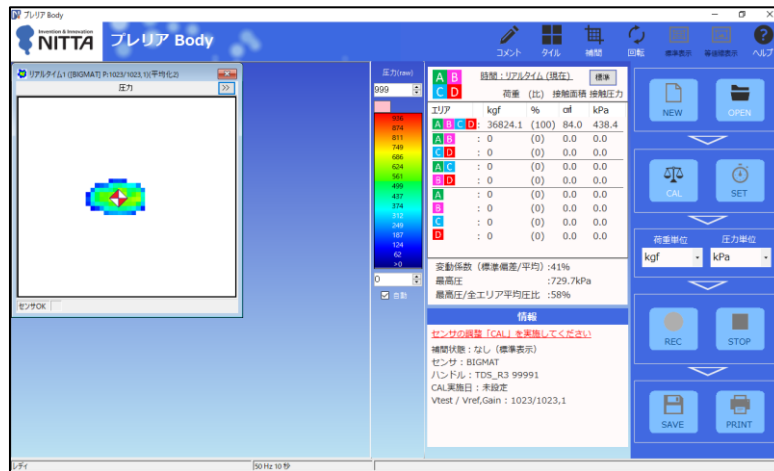 プレリア Body
Invention & Innovation
NITTA
プレリア Body
コメント タイル 補間 回転 標準表示 等値線表示 ヘルプ
リアルタイム1 ([BIGMAT] P:1023/1023,1)(平均化2)
圧力
>>
センサOK
圧力(raw)
999
936
874
811
749
686
624
561
499
437
374
312
249
187
124
62
>0
0
自動
A B 時間:リアルタイム (現在) 標準
C D 荷重 (比) 接触面積 接触圧力
エリア kgf % c㎡ kPa
A B C D : 36824.1 (100) 84.0 438.4
A B : 0 (0) 0.0 0.0
C D : 0 (0) 0.0 0.0
A C : 0 (0) 0.0 0.0
B D : 0 (0) 0.0 0.0
A : 0 (0) 0.0 0.0
B : 0 (0) 0.0 0.0
C : 0 (0) 0.0 0.0
D : 0 (0) 0.0 0.0
変動係数 (標準偏差/平均) :41%
最高圧 :729.7kPa
最高圧/全エリア平均圧比 :58%
情報
センサの調整「CAL」を実施してください
補間状態:なし (標準表示)
センサ:BIGMAT
ハンドル:TDS_R3 99991
CAL実施日:未設定
Vtest / Vref,Gain : 1023/1023,1
NEW OPEN
CAL SET
荷重単位 圧力単位
kgf kPa
REC STOP
SAVE PRINT
レディ 50 Hz 10 秒